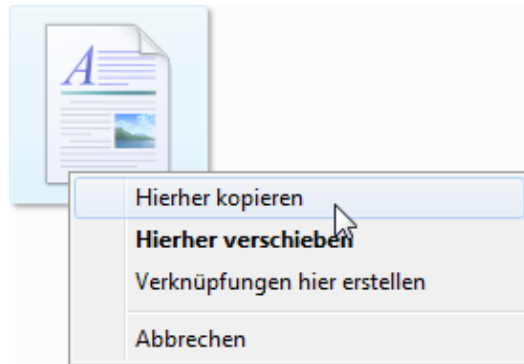 A
Hierher kopieren
Hierher verschieben
Verknüpfungen hier erstellen
Abbrechen